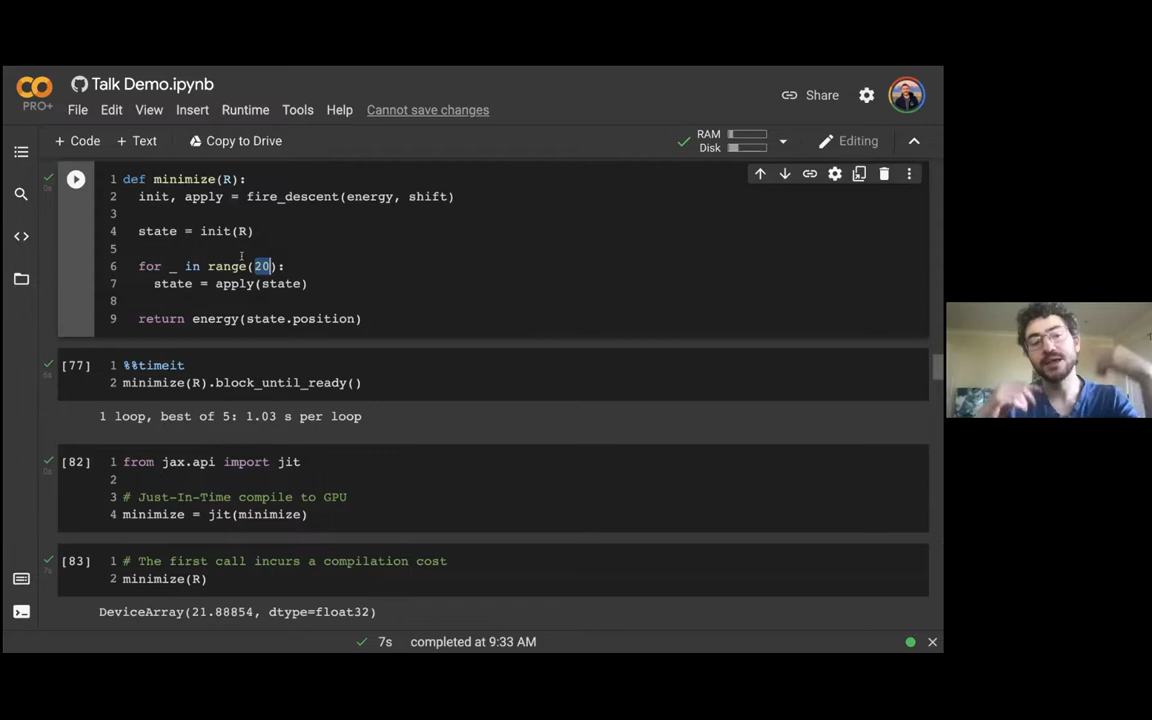 Talk Demo.ipynb
PRO+
File Edit View Insert Runtime Tools Help Cannot save changes
Share
+ Code + Text Copy to Drive
RAM
Disk
Editing
1 def minimize(R):
2 init, apply = fire_descent(energy, shift)
3
4 state = init(R)
5
6 for _ in range(20):
7 state = apply(state)
8
9 return energy(state.position)
0s
[77] 1 %%timeit
2 minimize(R).block_until_ready()
6s
1 loop, best of 5: 1.03 s per loop
[82] 1 from jax.api import jit
2
3 # Just-In-Time compile to GPU
4 minimize = jit(minimize)
0s
[83] 1 # The first call incurs a compilation cost
2 minimize(R)
7s
DeviceArray(21.88854, dtype=float32)
7s completed at 9:33 AM